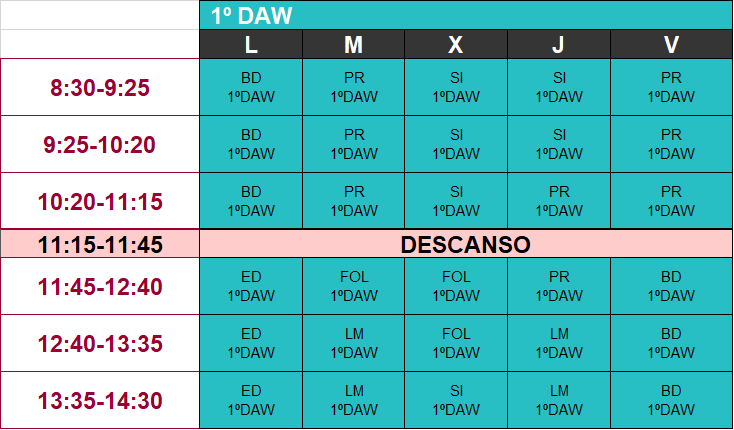 1º DAW
L M X J V
8:30-9:25 BD PR SI SI PR
1ºDAW 1ºDAW 1ºDAW 1ºDAW 1ºDAW
9:25-10:20 BD PR SI SI PR
1ºDAW 1ºDAW 1ºDAW 1ºDAW 1ºDAW
10:20-11:15 BD PR SI PR PR
1ºDAW 1ºDAW 1ºDAW 1ºDAW 1ºDAW
11:15-11:45 DESCANSO
11:45-12:40 ED FOL FOL PR BD
1ºDAW 1ºDAW 1ºDAW 1ºDAW 1ºDAW
12:40-13:35 ED LM FOL LM BD
1ºDAW 1ºDAW 1ºDAW 1ºDAW 1ºDAW
13:35-14:30 ED LM SI LM BD
1ºDAW 1ºDAW 1ºDAW 1ºDAW 1ºDAW